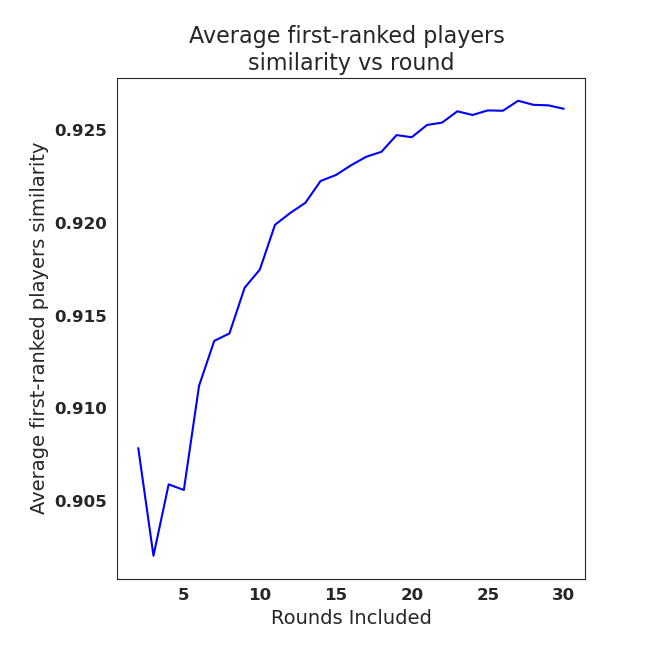 Average first-ranked players
similarity vs round
Average first-ranked players similarity
0.925
0.920
0.915
0.910
0.905
5 10 15 20 25 30
Rounds Included